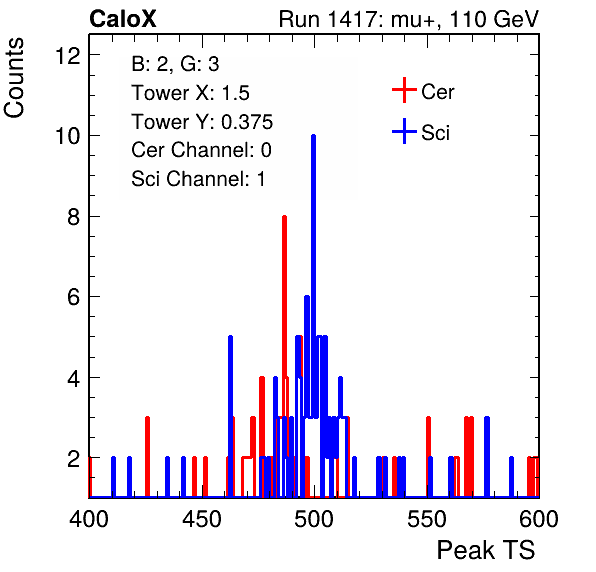 CaloX
Run 1417: mu+, 110 GeV
Counts
B: 2, G: 3
Tower X: 1.5
Tower Y: 0.375
Cer Channel: 0
Sci Channel: 1
Cer
Sci
12
10
8
6
4
2
400
450
500
550
600
Peak TS